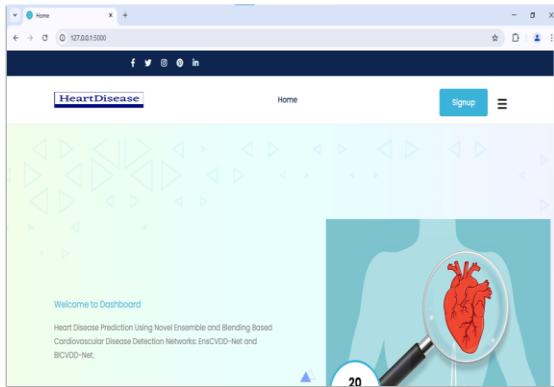 Home
127.0.0.1:5000
HeartDisease
Home
Signup
Welcome to Dashboard
Heart Disease Prediction Using Novel Ensemble and Blending Based
Cardiovascular Disease Detection Networks: EnsCVDD-Net and
BlCVDD-Net.
20